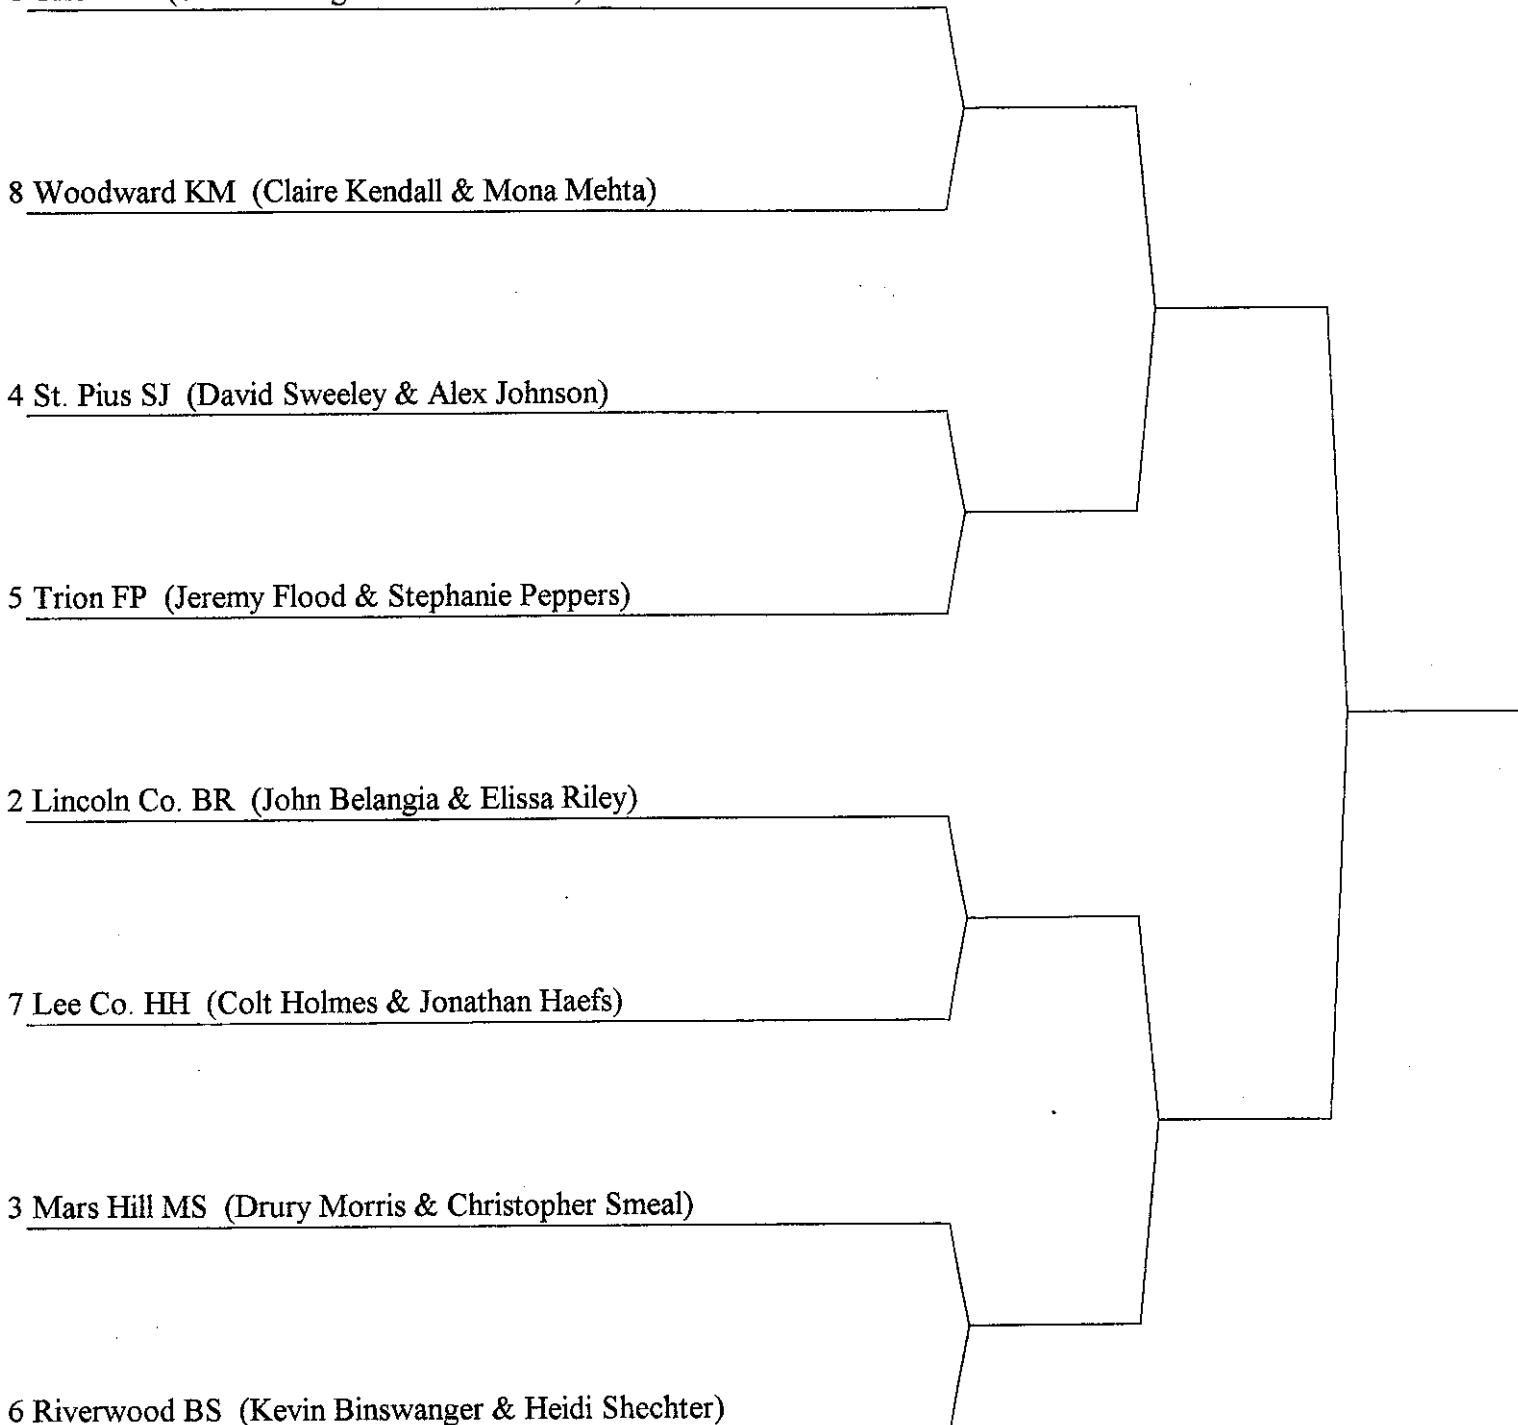 8 Woodward KM (Claire Kendall & Mona Mehta)
4 St. Pius SJ (David Sweeley & Alex Johnson)
5 Trion FP (Jeremy Flood & Stephanie Peppers)
2 Lincoln Co. BR (John Belangia & Elissa Riley)
7 Lee Co. HH (Colt Holmes & Jonathan Haefs)
3 Mars Hill MS (Drury Morris & Christopher Smeal)
6 Riverwood BS (Kevin Binswanger & Heidi Shechter)